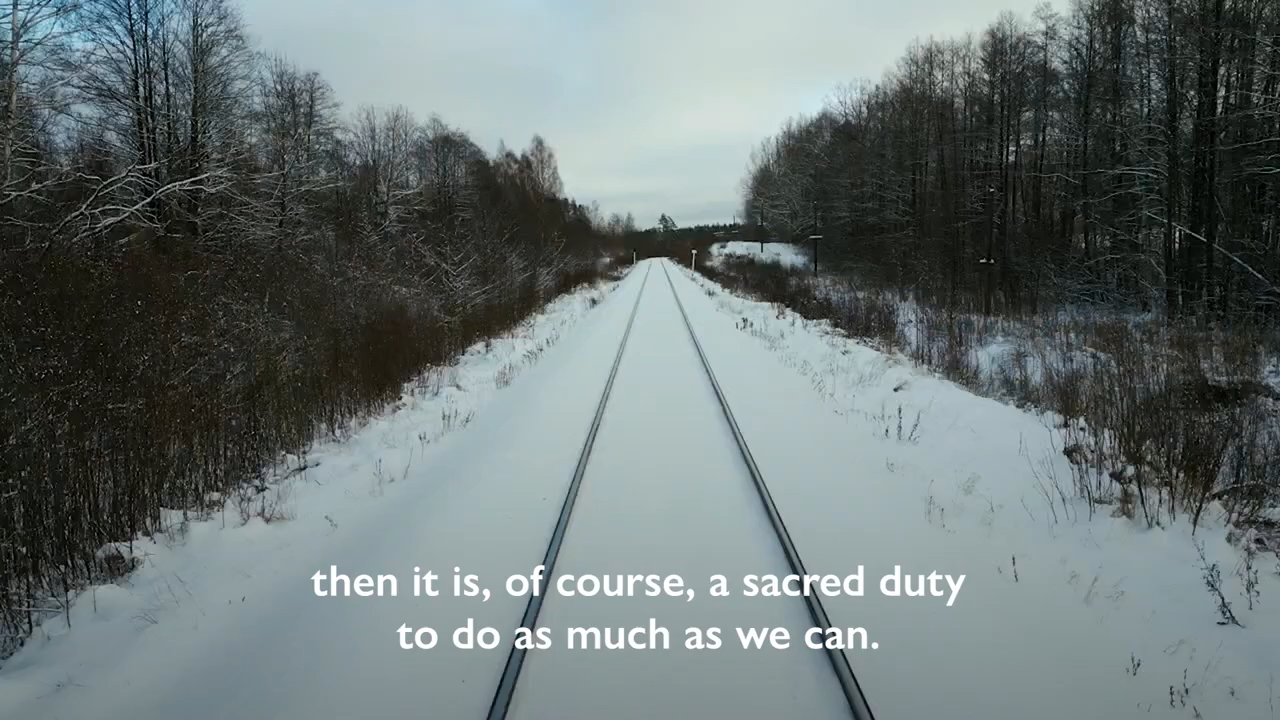 then it is, of course, a sacred duty
to do as much as we can.